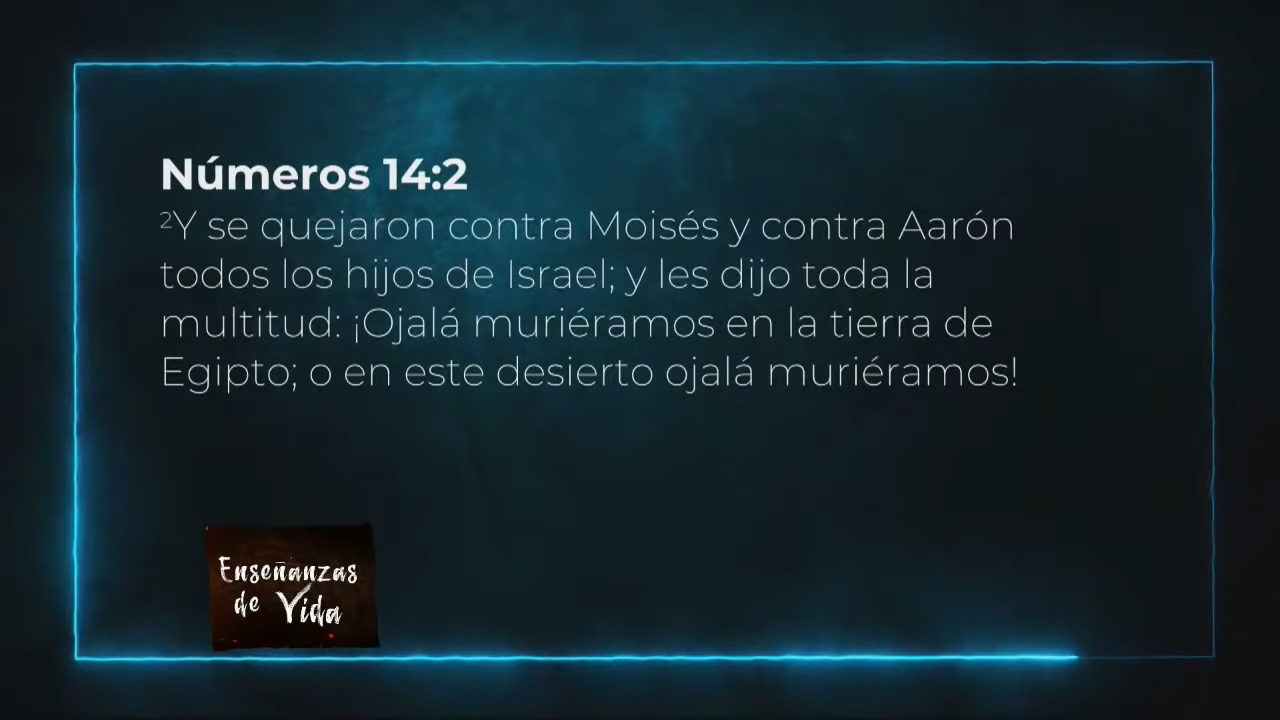 Números 14:2
²Y se quejaron contra Moisés y contra Aarón
todos los hijos de Israel; y les dijo toda la
multitud: ¡Ojalá muriéramos en la tierra de
Egipto; o en este desierto ojalá muriéramos!
Enseñanzas
de Vida